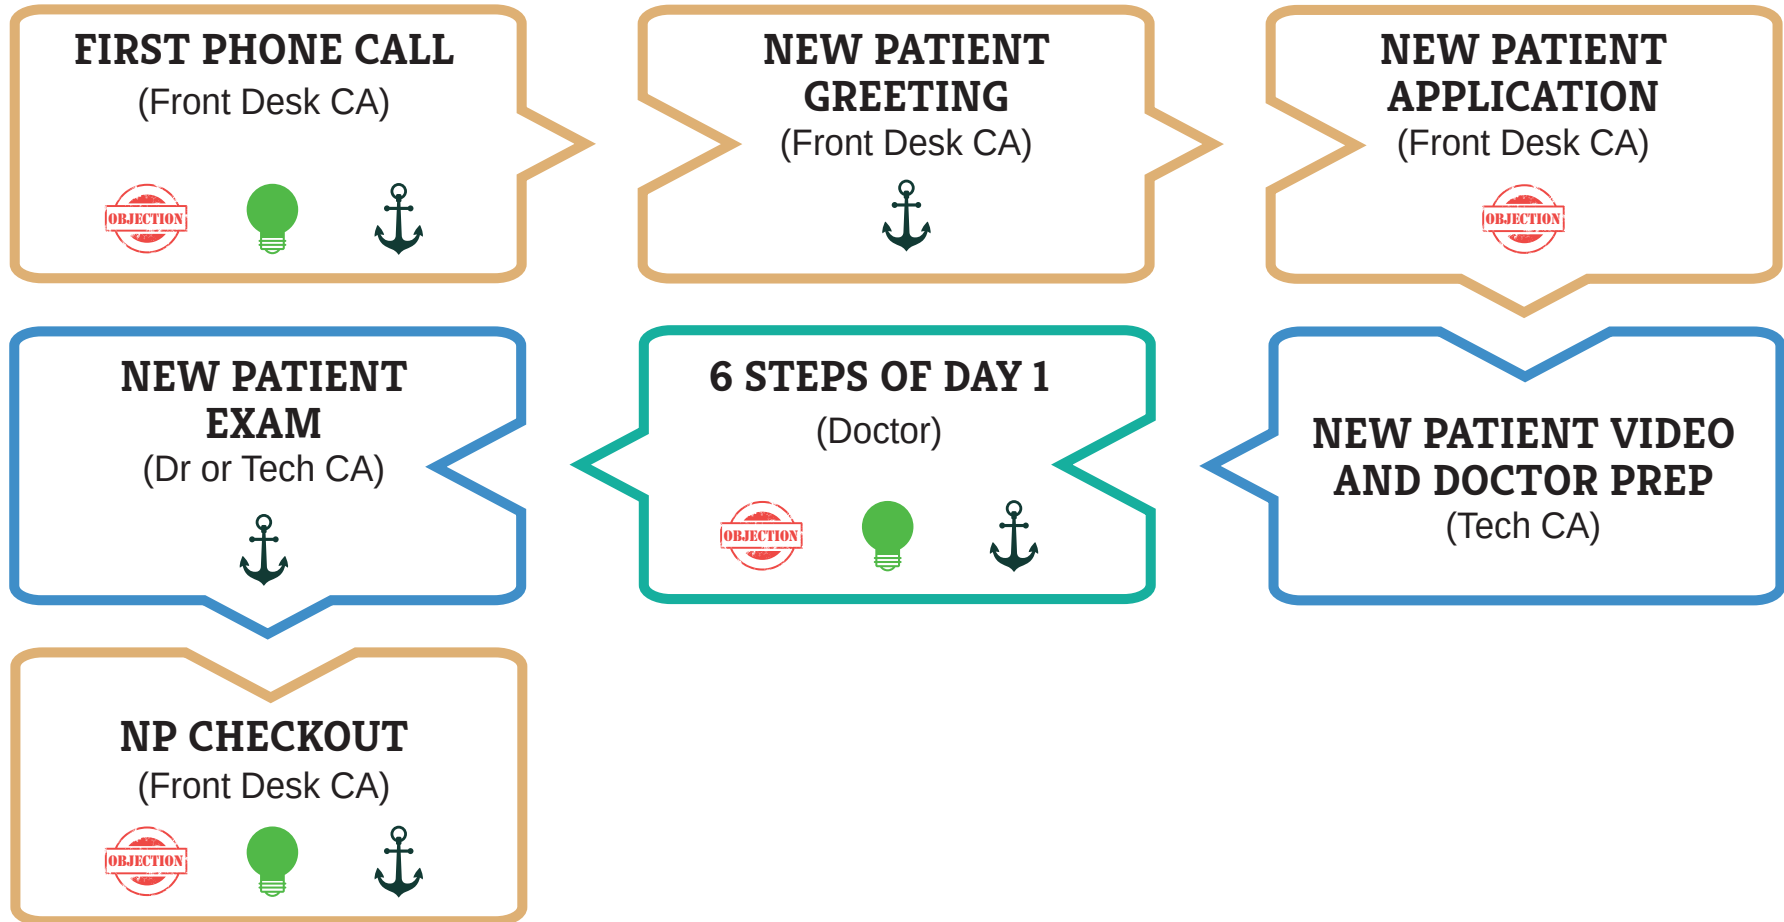 FIRST PHONE CALL
(Front Desk CA)
OBJECTION
NEW PATIENT
GREETING
(Front Desk CA)
NEW PATIENT
APPLICATION
(Front Desk CA)
OBJECTION
NEW PATIENT VIDEO
AND DOCTOR PREP
(Tech CA)
6 STEPS OF DAY 1
(Doctor)
OBJECTION
NEW PATIENT
EXAM
(Dr or Tech CA)
NP CHECKOUT
(Front Desk CA)
OBJECTION